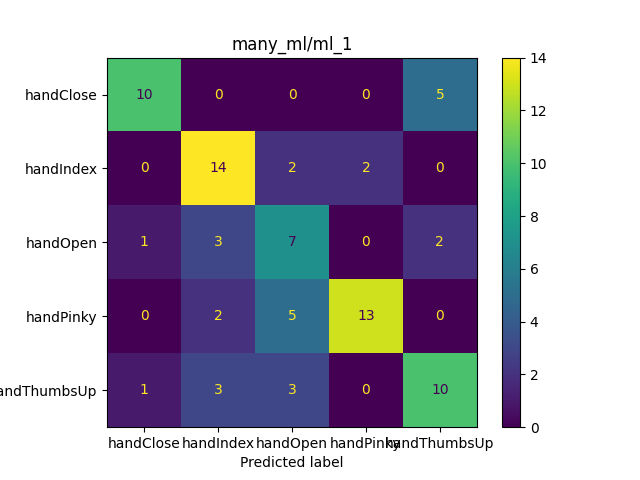 many_ml/ml_1
handClose 10 0 0 0 5 14
12
handIndex 0 14 2 2 0 10
8
handOpen 1 3 7 0 2 6
handPinky 0 2 5 13 0 4
2
andThumbsUp 1 3 3 0 10 0
handClose handIndex handOpen handPinky handThumbsUp
Predicted label